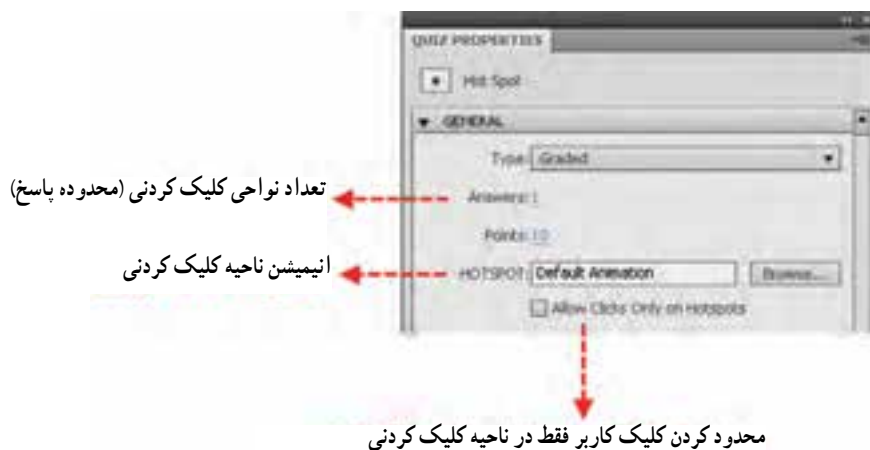 QUIZ PROPERTIES
Hot Spot
GENERAL
Type: Graded
تعداد نواحی کلیک کردنی (محدوده پاسخ)
Answers: 1
Points: 10
انیمیشن ناحیه کلیک کردنی
HOTSPOT: Default Animation Browse...
Allow Clicks Only on Hotspots
محدود کردن کلیک کاربر فقط در ناحیه کلیک کردنی